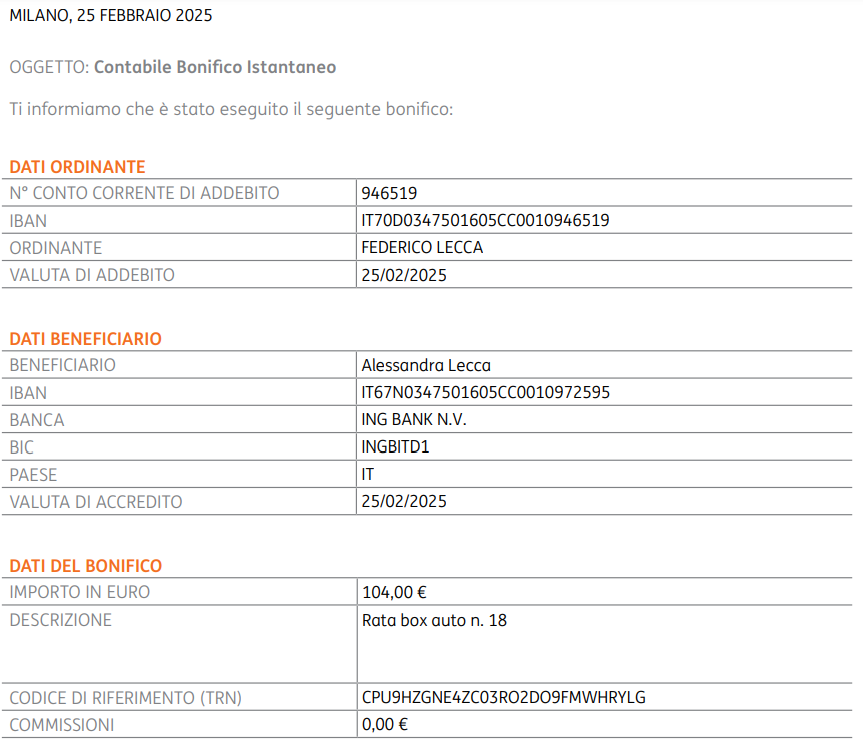 MILANO, 25 FEBBRAIO 2025
OGGETTO: Contabile Bonifico Istantaneo
Ti informiamo che è stato eseguito il seguente bonifico:
DATI ORDINANTE
N° CONTO CORRENTE DI ADDEBITO 946519
IBAN IT70D0347501605CC0010946519
ORDINANTE FEDERICO LECCA
VALUTA DI ADDEBITO 25/02/2025
DATI BENEFICIARIO
BENEFICIARIO Alessandra Lecca
IBAN IT67N0347501605CC0010972595
BANCA ING BANK N.V.
BIC INGBITD1
PAESE IT
VALUTA DI ACCREDITO 25/02/2025
DATI DEL BONIFICO
IMPORTO IN EURO 104,00 €
DESCRIZIONE Rata box auto n. 18
CODICE DI RIFERIMENTO (TRN) CPU9HZGNE4ZC03RO2DO9FMWHRYLG
COMMISSIONI 0,00 €